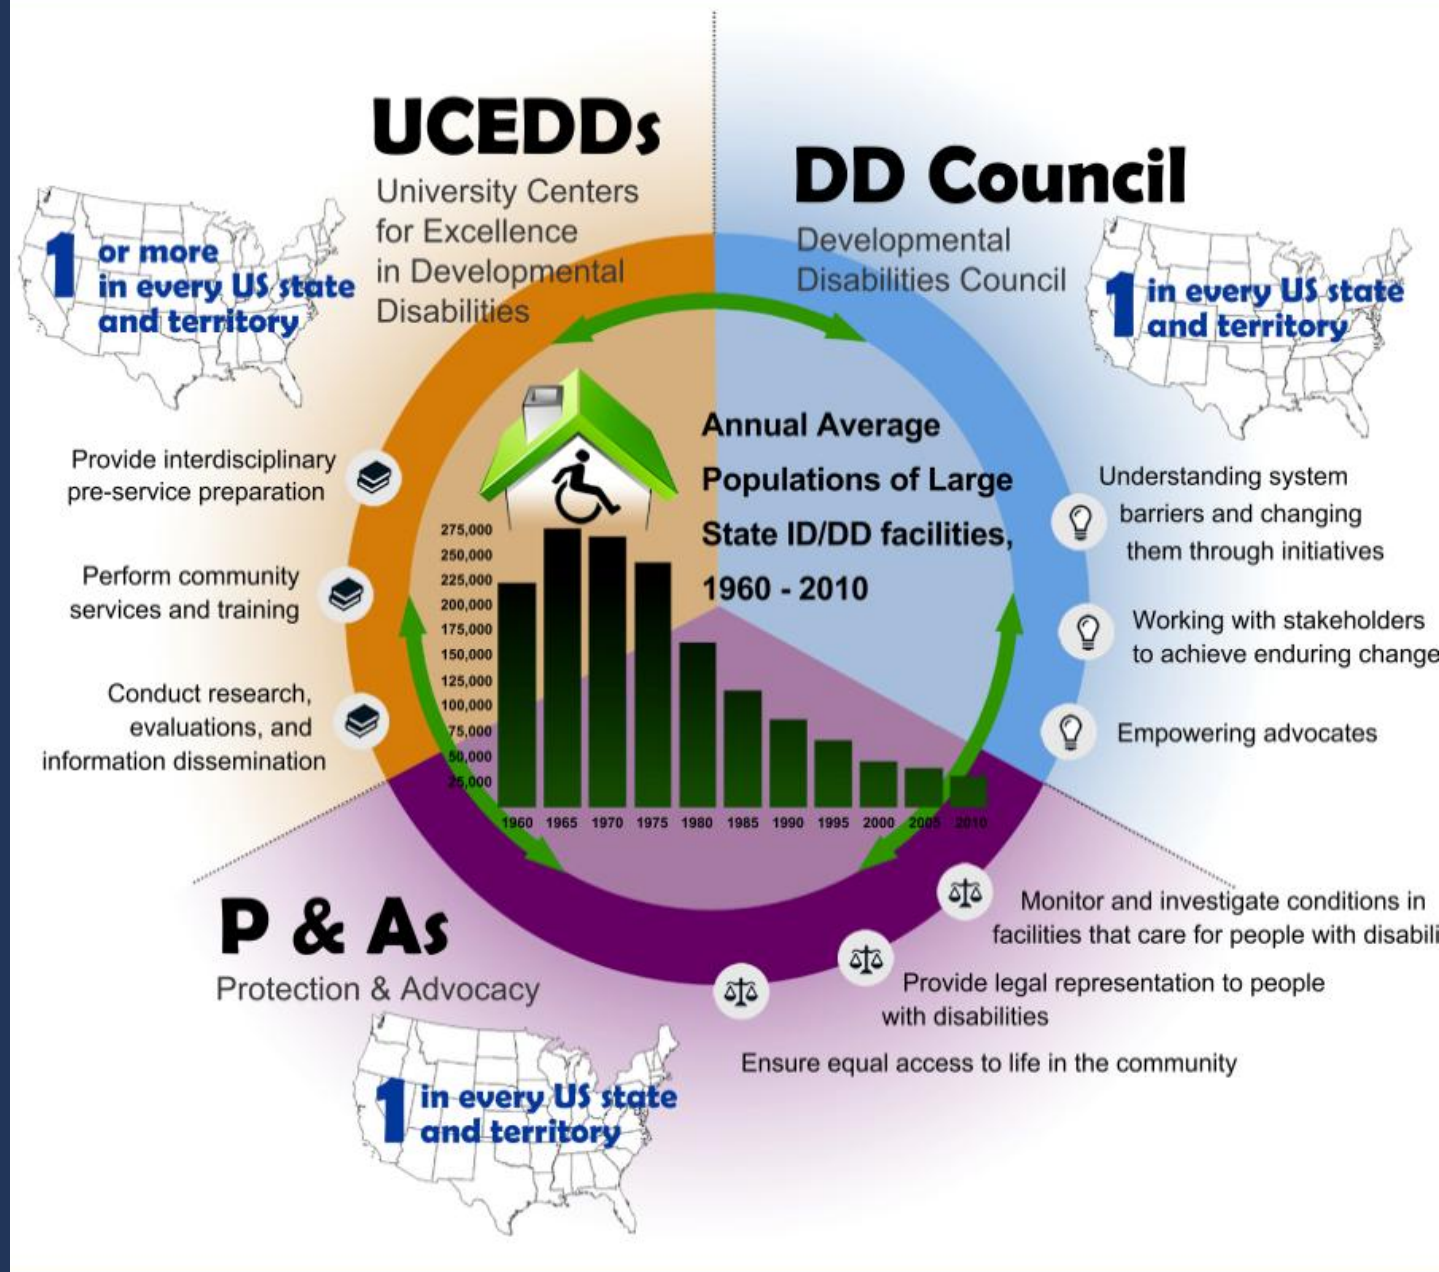 UCEDDs
University Centers
for Excellence
in Developmental
Disabilities
1 or more
in every US state
and territory
Provide interdisciplinary
pre-service preparation
Perform community
services and training
Conduct research,
evaluations, and
information dissemination
DD Council
Developmental
Disabilities Council
1 in every US state
and territory
Understanding system
barriers and changing
them through initiatives
Working with stakeholders
to achieve enduring change
Empowering advocates
Annual Average
Populations of Large
State ID/DD facilities,
1960 - 2010
275,000
250,000
225,000
200,000
175,000
150,000
125,000
100,000
75,000
50,000
25,000
1960 1965 1970 1975 1980 1985 1990 1995 2000 2005 2010
P & As
Protection & Advocacy
1 in every US state
and territory
Monitor and investigate conditions in
facilities that care for people with disabili
Provide legal representation to people
with disabilities
Ensure equal access to life in the community